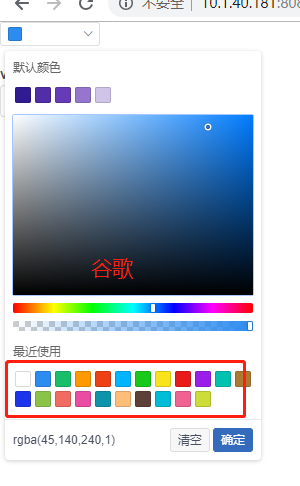 不安全
10.1.40.181:808
默认颜色
谷歌
最近使用
rgba(45,140,240,1)
清空
确定